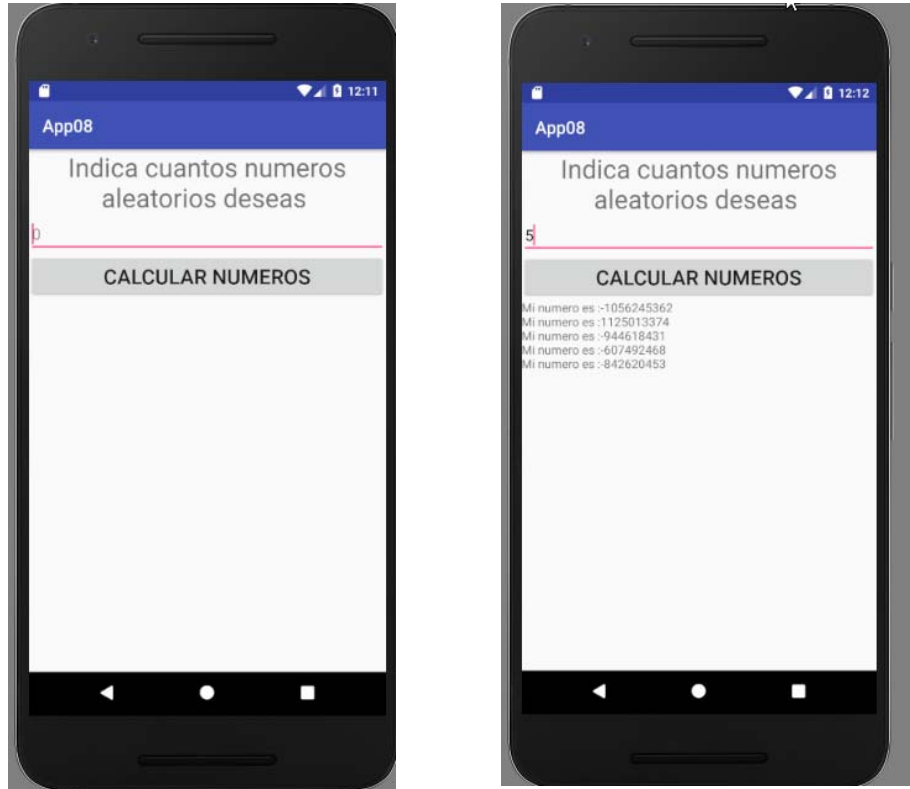 12:11
App08
Indica cuantos numeros
aleatorios deseas
0
CALCULAR NUMEROS
12:12
App08
Indica cuantos numeros
aleatorios deseas
5
CALCULAR NUMEROS
Mi numero es :-1056245362
Mi numero es :1125013374
Mi numero es :-944618431
Mi numero es :-607492468
Mi numero es :-842620453